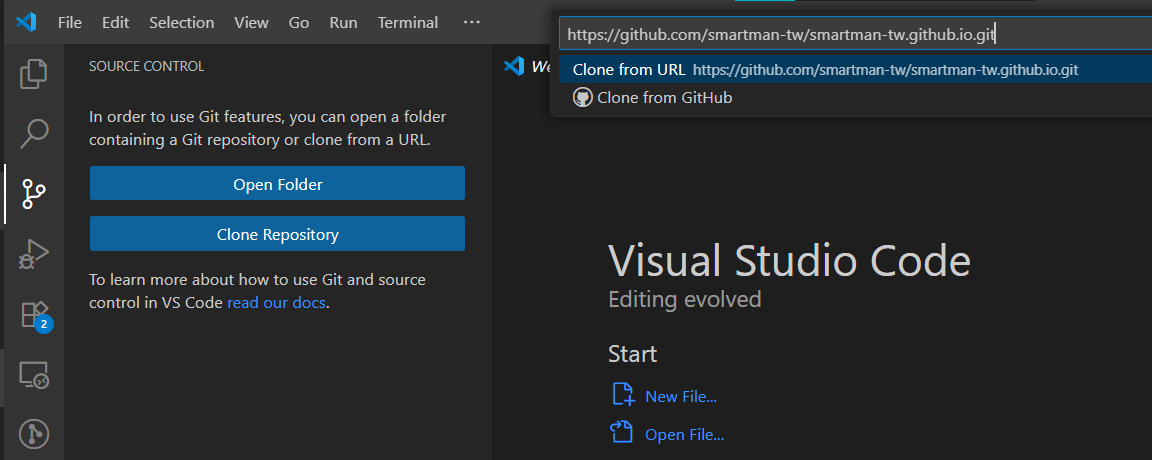 File Edit Selection View Go Run Terminal ···
https://github.com/smartman-tw/smartman-tw.github.io.git
Clone from URL https://github.com/smartman-tw/smartman-tw.github.io.git
Clone from GitHub
SOURCE CONTROL
In order to use Git features, you can open a folder
containing a Git repository or clone from a URL.
Open Folder
Clone Repository
To learn more about how to use Git and source
control in VS Code read our docs.
2
We
Visual Studio Code
Editing evolved
Start
New File...
Open File...